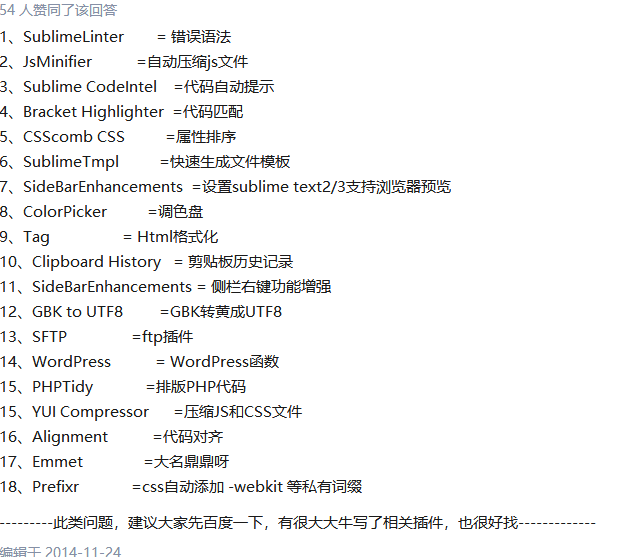 54 人赞同了该回答
1、SublimeLinter = 错误语法
2、JsMinifier =自动压缩js文件
3、Sublime CodeIntel =代码自动提示
4、Bracket Highlighter =代码匹配
5、CSScomb CSS =属性排序
6、SublimeTmpl =快速生成文件模板
7、SideBarEnhancements =设置sublime text2/3支持浏览器预览
8、ColorPicker =调色盘
9、Tag = Html格式化
10、Clipboard History = 剪贴板历史记录
11、SideBarEnhancements = 侧栏右键功能增强
12、GBK to UTF8 =GBK转黄成UTF8
13、SFTP =ftp插件
14、WordPress = WordPress函数
15、PHPTidy =排版PHP代码
15、YUI Compressor =压缩JS和CSS文件
16、Alignment =代码对齐
17、Emmet =大名鼎鼎呀
18、Prefixr =css自动添加 -webkit 等私有词缀
---------此类问题，建议大家先百度一下，有很大大牛写了相关插件，也很好找-------------
编辑于 2014-11-24